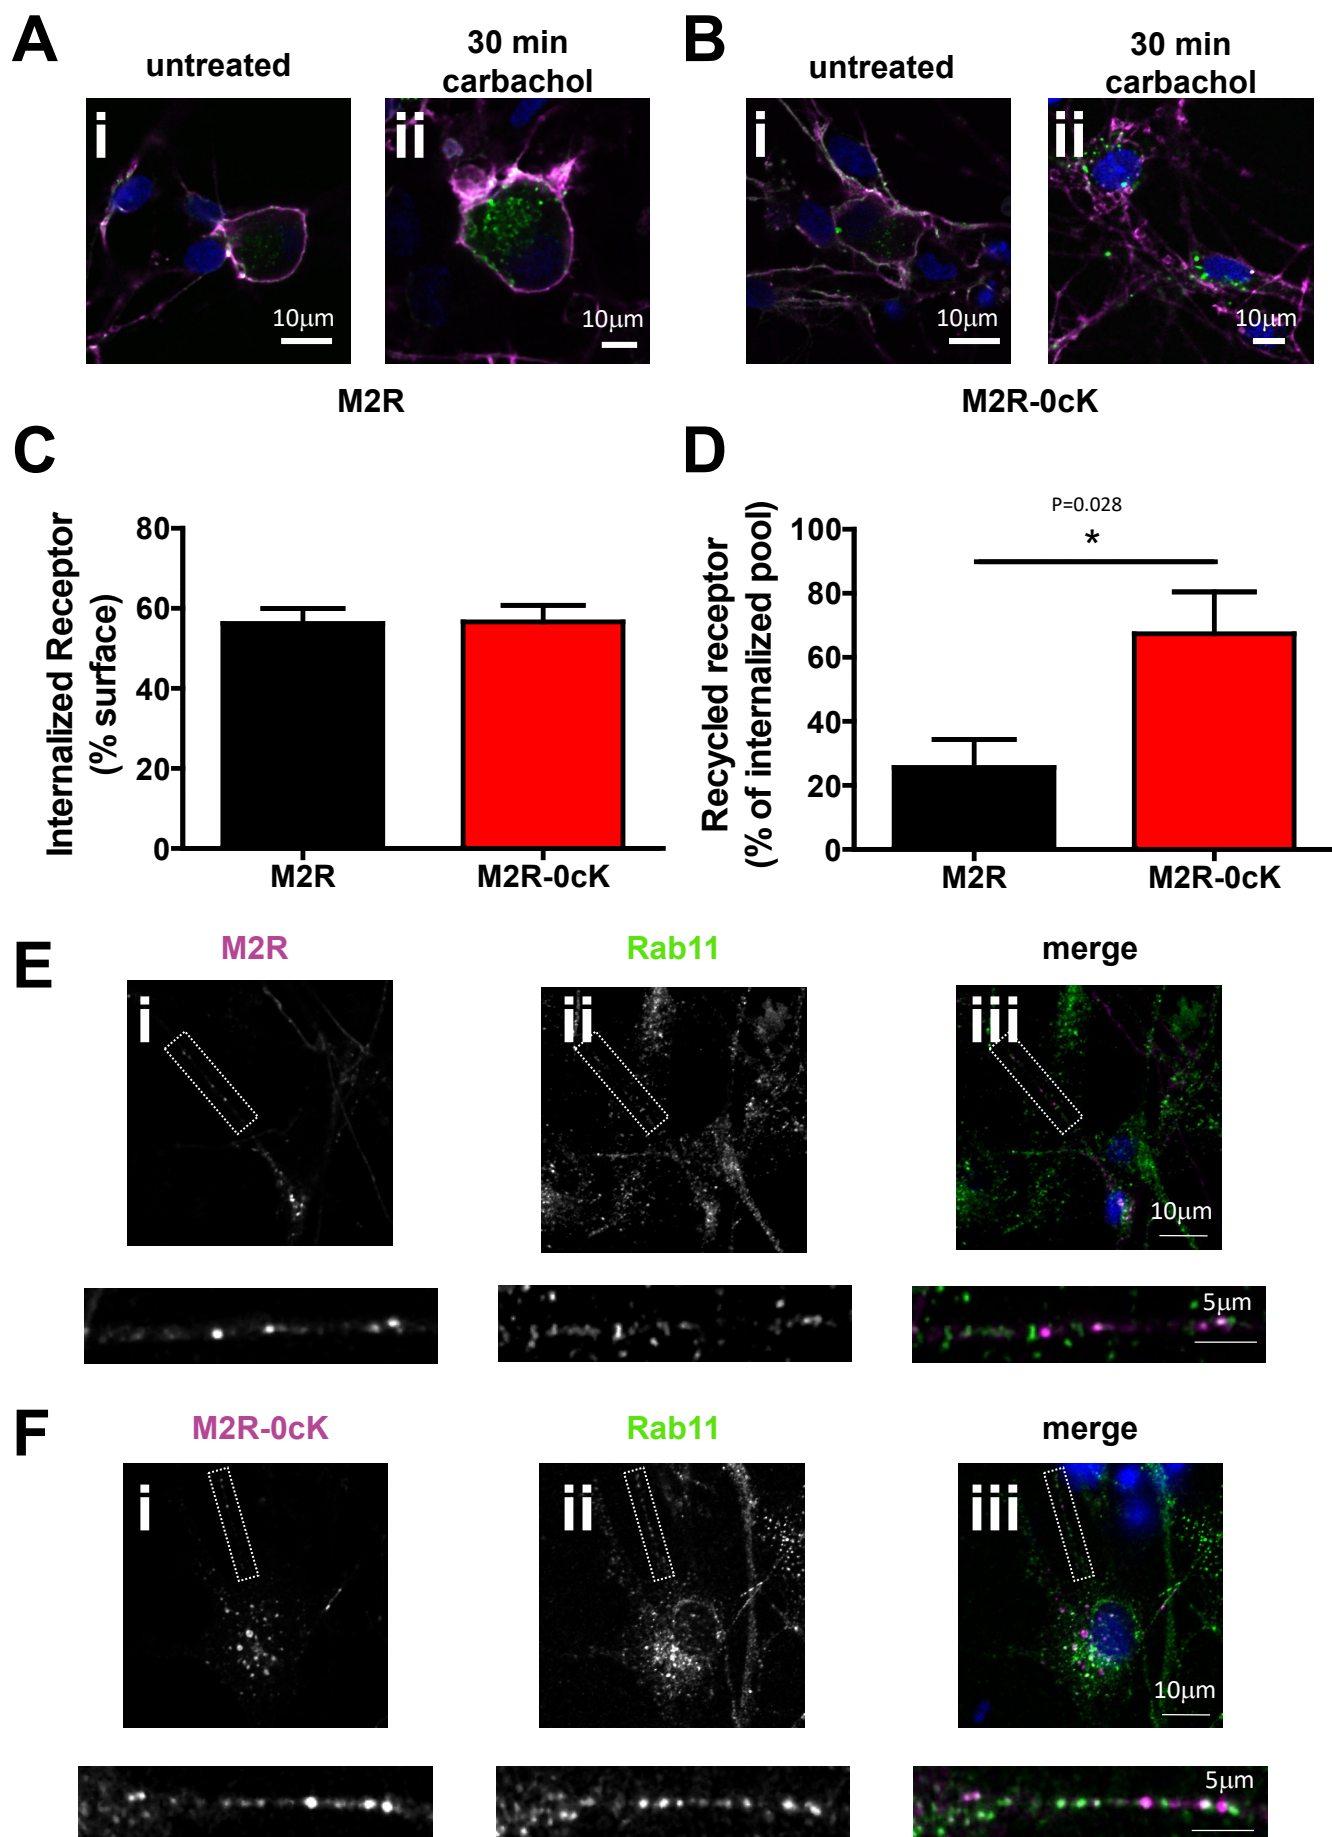 A
untreated
30 min
carbachol
i
ii
10μm
10μm
M2R
B
untreated
30 min
carbachol
i
ii
10μm
10μm
M2R-0cK
C
Internalized Receptor
(% surface)
80
60
40
20
0
M2R
M2R-0cK
D
Recycled receptor
(% of internalized pool)
P=0.028
*
100
80
60
40
20
0
M2R
M2R-0cK
E
M2R
Rab11
merge
i
ii
iii
10μm
5μm
F
M2R-0cK
Rab11
merge
i
ii
iii
10μm
5μm